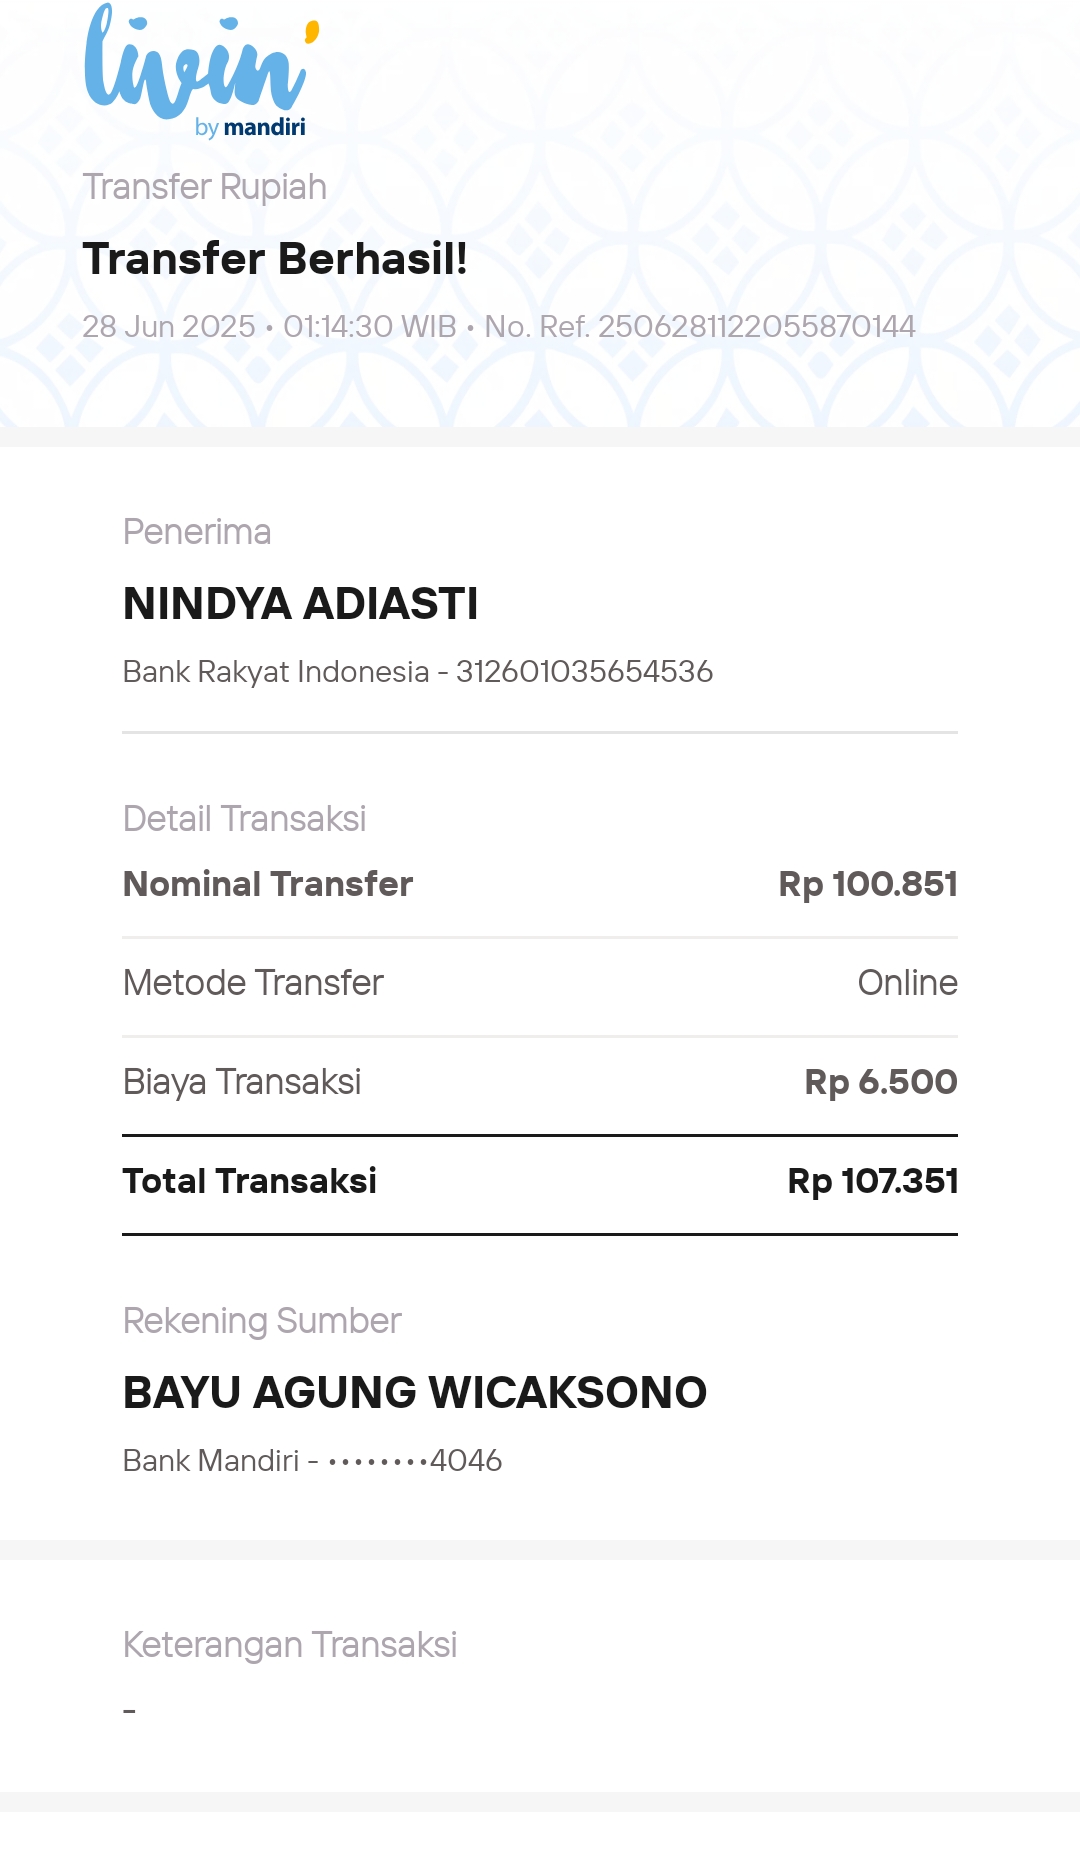 livin'
by mandiri
Transfer Rupiah
Transfer Berhasil!
28 Jun 2025 • 01:14:30 WIB • No. Ref. 2506281122055870144
Penerima
NINDYA ADIASTI
Bank Rakyat Indonesia - 312601035654536
Detail Transaksi
Nominal Transfer Rp 100.851
Metode Transfer Online
Biaya Transaksi Rp 6.500
Total Transaksi Rp 107.351
Rekening Sumber
BAYU AGUNG WICAKSONO
Bank Mandiri - ••••••••4046
Keterangan Transaksi
-